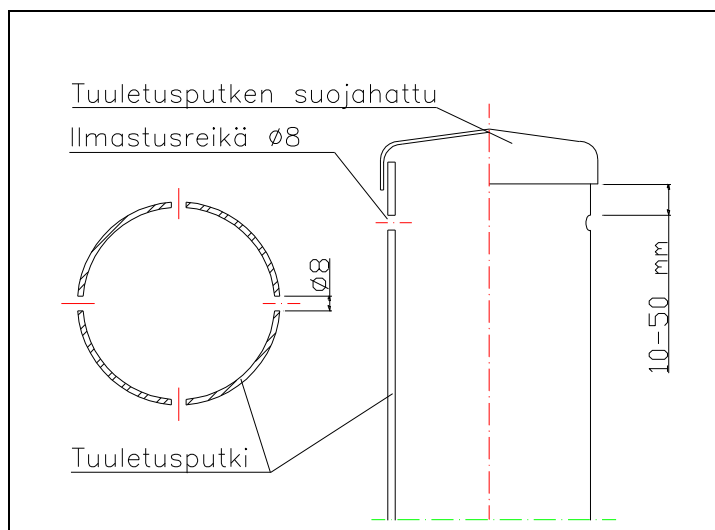 Tuuletusputken suojahattu
Ilmastusreikä Ø8
Ø8
10-50 mm
Tuuletusputki